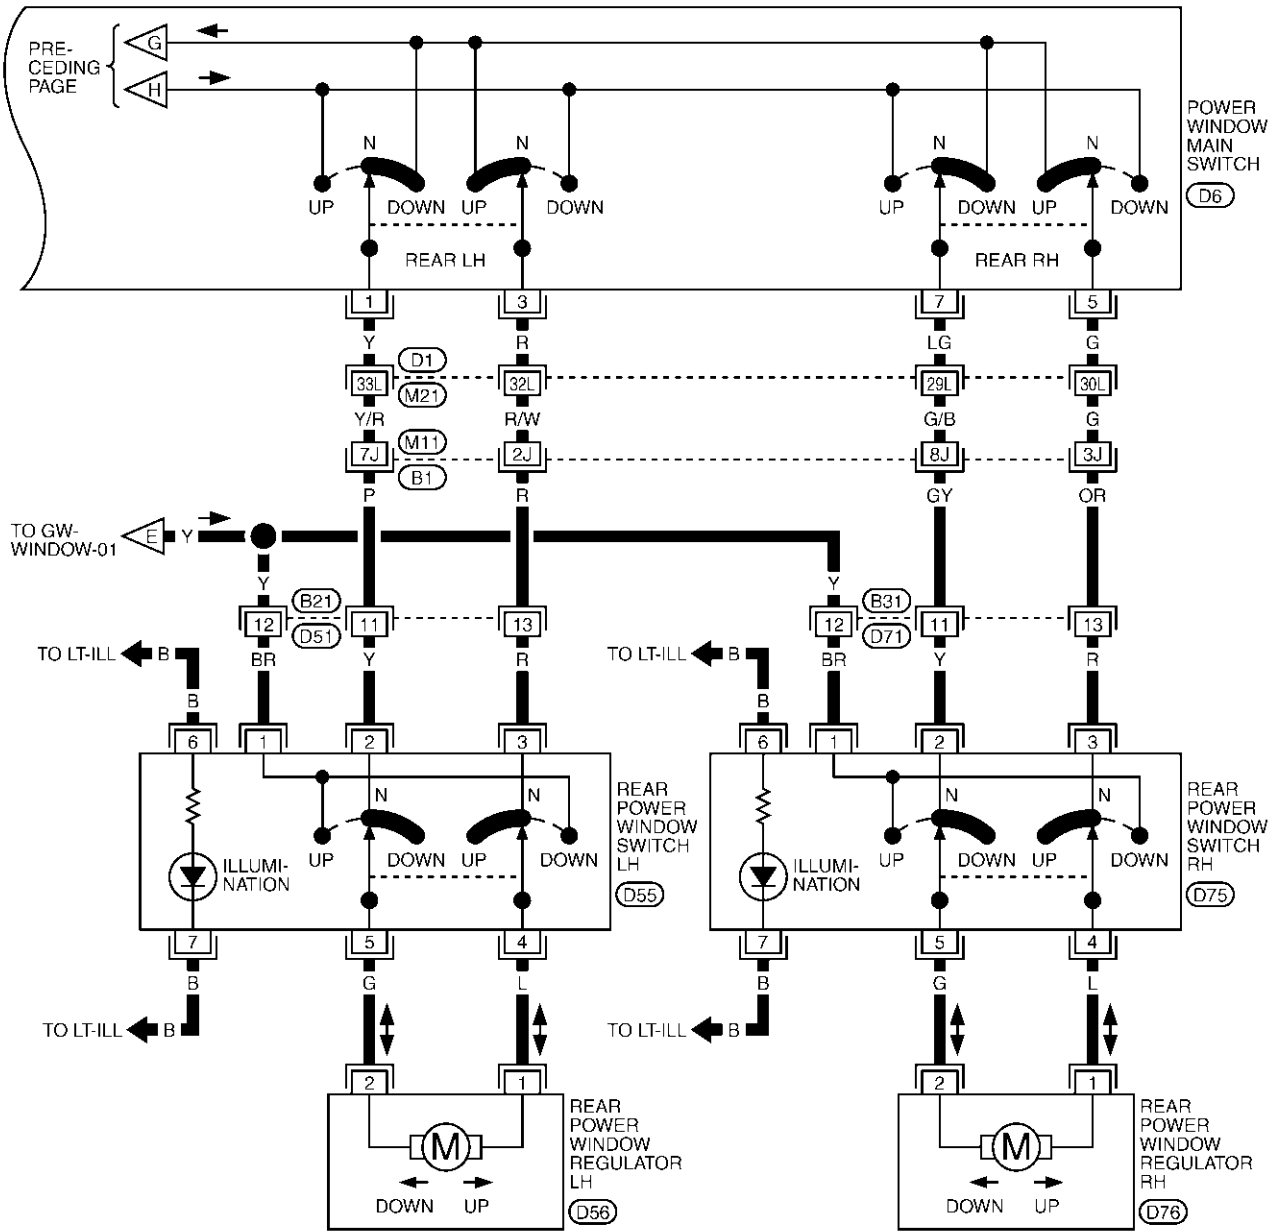 PRE-
CEDING
PAGE
G
H
N N N N
UP DOWN UP DOWN UP DOWN UP DOWN
REAR LH REAR RH
POWER
WINDOW
MAIN
SWITCH
D6
1 3 7 5
Y R LG G
D1
33L 32L 29L 30L
M21
Y/R R/W G/B G
M11
7J 2J 8J 3J
B1
P R GY OR
TO GW-
WINDOW-01
E Y
Y Y
B21 B31
12 11 13 12 11 13
D51 D71
TO LT-ILL B BR Y R TO LT-ILL B BR Y R
B B
6 1 2 3 6 1 2 3
N N N N
UP DOWN UP DOWN UP DOWN UP DOWN
ILLUMI-
NATION
ILLUMI-
NATION
REAR
POWER
WINDOW
SWITCH
LH
D55
REAR
POWER
WINDOW
SWITCH
RH
D75
7 5 4 7 5 4
B G L B G L
TO LT-ILL B TO LT-ILL B
2 1 2 1
M M
DOWN UP DOWN UP
REAR
POWER
WINDOW
REGULATOR
LH
D56
REAR
POWER
WINDOW
REGULATOR
RH
D76